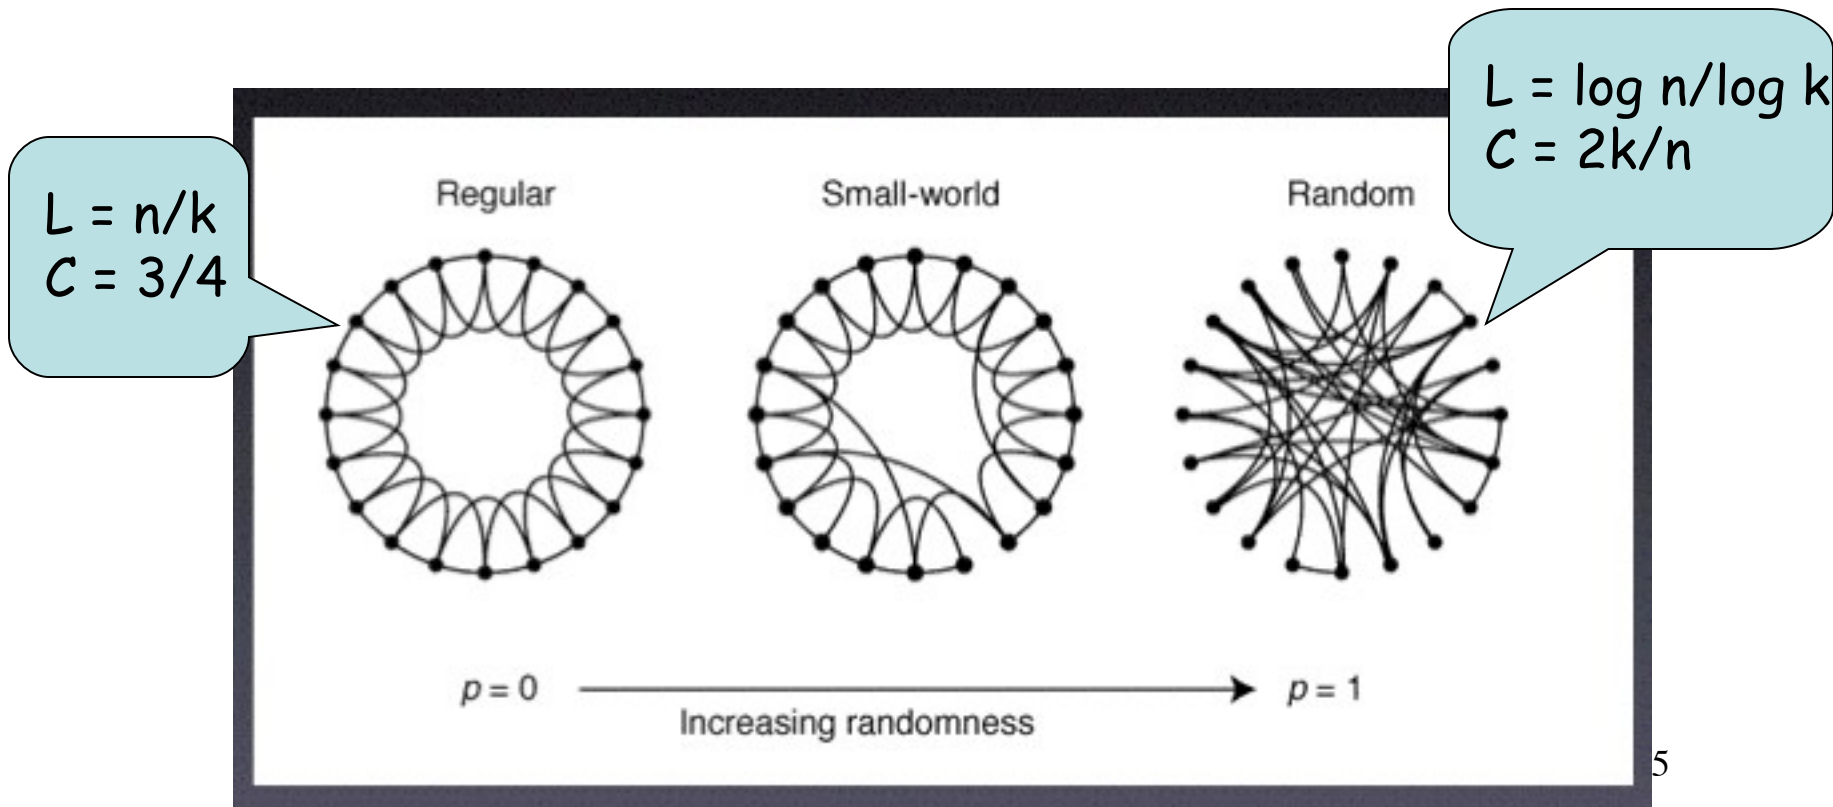 L = n/k
C = 3/4
L = log n/log k
C = 2k/n
Regular
Small-world
Random
p = 0
p = 1
Increasing randomness
5